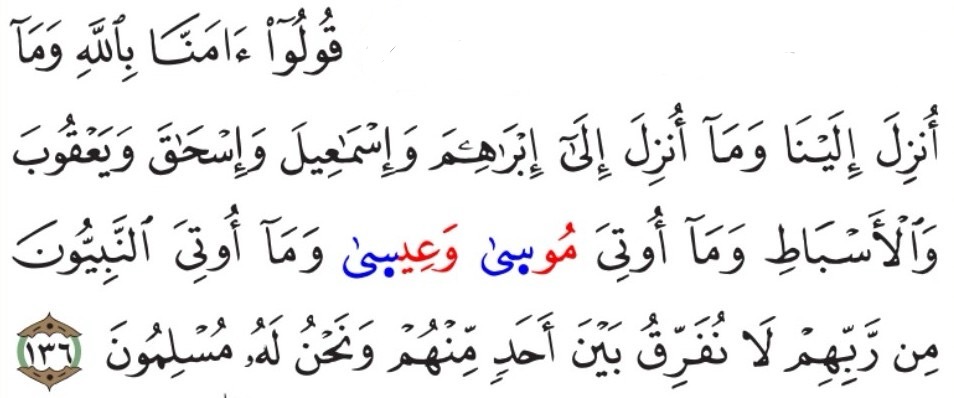 قُولُوٓا۟ ءَامَنَّا بِٱللَّهِ وَمَآ
أُنزِلَ إِلَيْنَا وَمَآ أُنزِلَ إِلَىٰٓ إِبْرَٰهِـۧمَ وَإِسْمَـٰعِيلَ وَإِسْحَـٰقَ وَيَعْقُوبَ
وَٱلْأَسْبَاطِ وَمَآ أُوتِىَ مُوسٜىٰ وَعِيسٜىٰ وَمَآ أُوتِىَ ٱلنَّبِيُّونَ
مِن رَّبِّهِمْ لَا نُفَرِّقُ بَيْنَ أَحَدٍ مِّنْهُمْ وَنَحْنُ لَهُۥ مُسْلِمُونَ ١٣٦